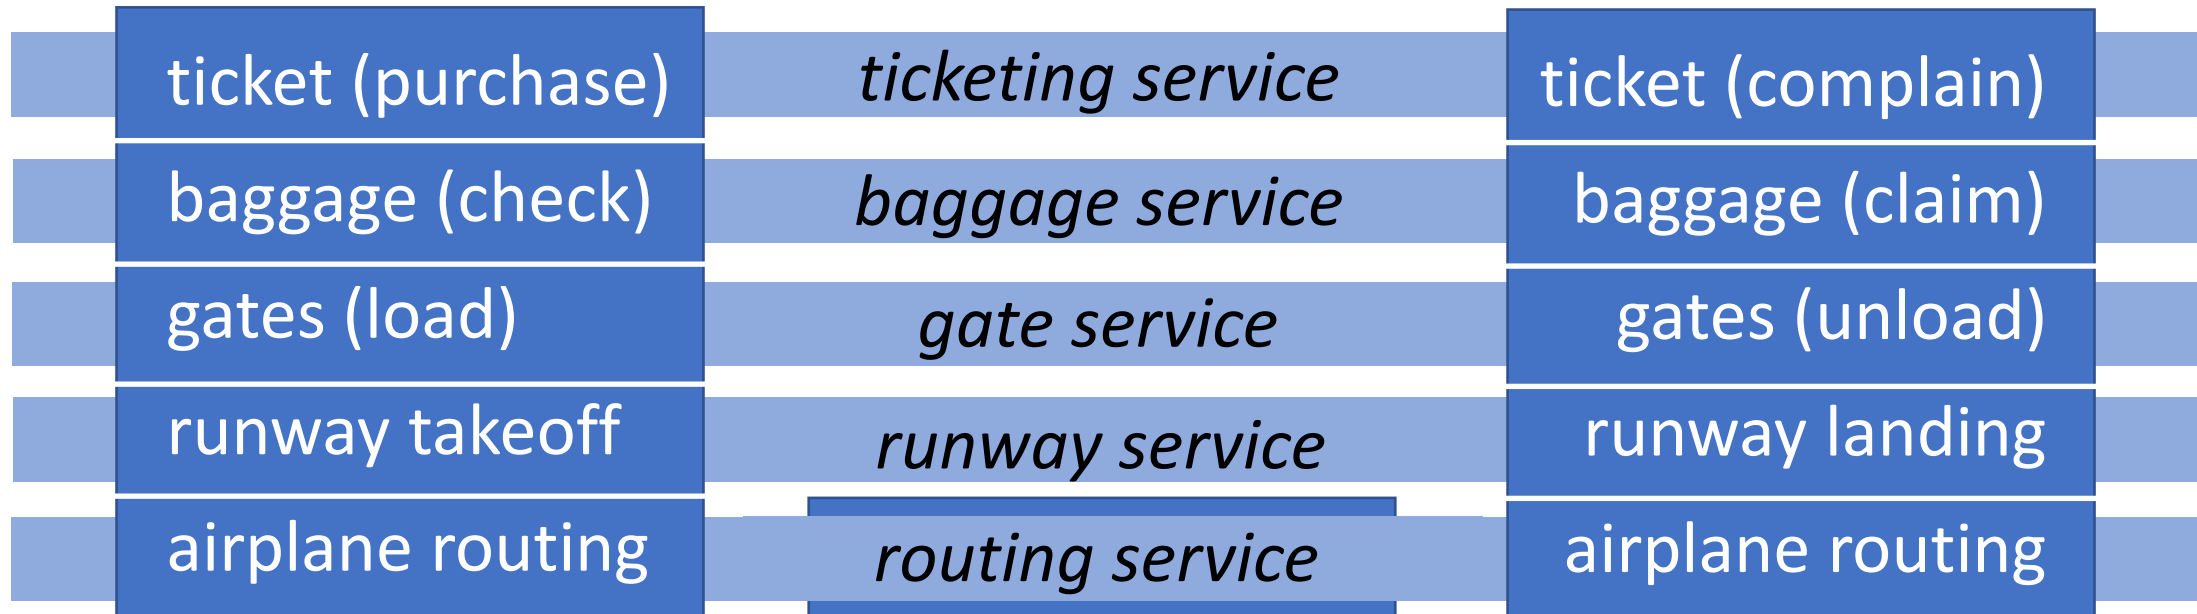 ticket (purchase) ticketing service ticket (complain)
baggage (check) baggage service baggage (claim)
gates (load) gate service gates (unload)
runway takeoff runway service runway landing
airplane routing routing service airplane routing